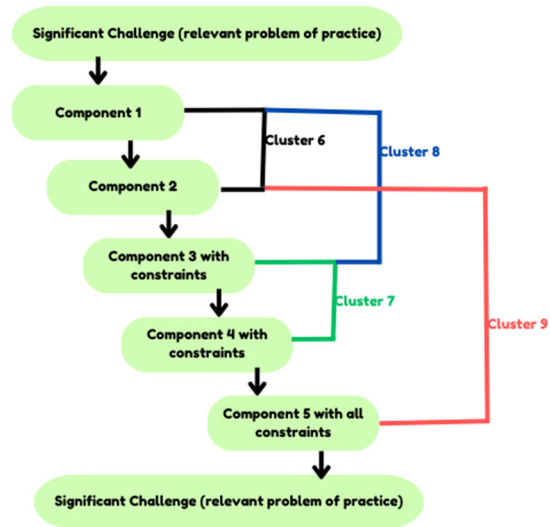 Significant Challenge (relevant problem of practice)
Component 1
Cluster 6
Cluster 8
Component 2
Component 3 with
constraints
Cluster 7
Cluster 9
Component 4 with
constraints
Component 5 with all
constraints
Significant Challenge (relevant problem of practice)